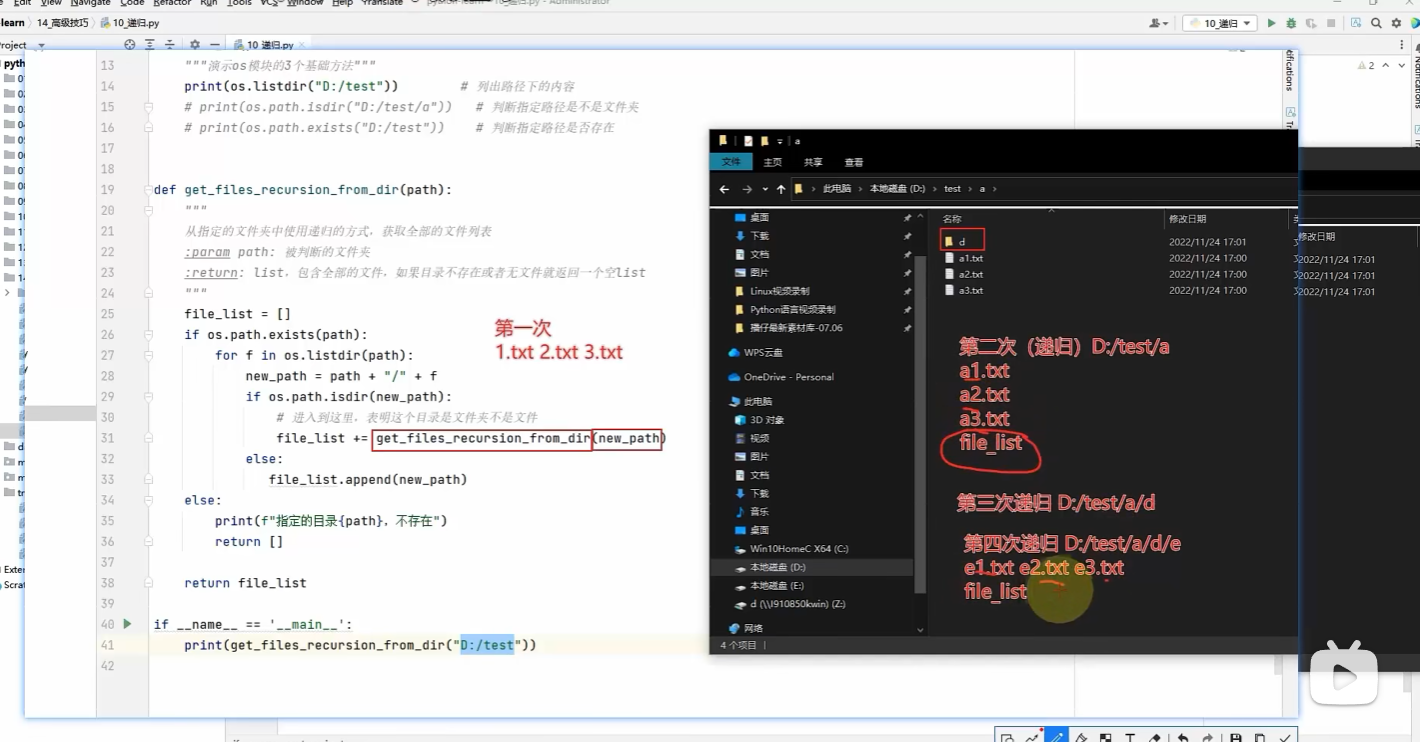 Edit View Navigate Code Refactor Run Tools VCS Window Help Translate
14_高级技巧 10_递归.py
10_递归
10 递归.py
13 """演示os模块的3个基础方法"""
14 print(os.listdir("D:/test")) # 列出路径下的内容
15 # print(os.path.isdir("D:/test/a")) # 判断指定路径是不是文件夹
16 # print(os.path.exists("D:/test")) # 判断指定路径是否存在
17
18
19 def get_files_recursion_from_dir(path):
20 """
21 从指定的文件夹中使用递归的方式，获取全部的文件列表
22 :param path: 被判断的文件夹
23 :return: list，包含全部的文件，如果目录不存在或者无文件就返回一个空list
24 """
25 file_list = []
26 if os.path.exists(path):
27 for f in os.listdir(path):
28 new_path = path + "/" + f
29 if os.path.isdir(new_path):
30 # 进入到这里，表明这个目录是文件夹不是文件
31 file_list += get_files_recursion_from_dir(new_path)
32 else:
33 file_list.append(new_path)
34 else:
35 print(f"指定的目录{path}，不存在")
36 return []
37
38 return file_list
39
40 if __name__ == '__main__':
41 print(get_files_recursion_from_dir("D:/test"))
42
第一次
1.txt 2.txt 3.txt
a
文件 主页 共享 查看
此电脑 本地磁盘 (D:) test a
桌面
下载
文档
图片
Linux视频录制
Python语言视频录制
播仔最新素材库-07.06
WPS云盘
OneDrive - Personal
此电脑
3D 对象
视频
图片
文档
下载
音乐
桌面
Win10HomeC X64 (C:)
本地磁盘 (D:)
本地磁盘 (E:)
d (\\I910850kwin) (Z:)
网络
4 个项目
名称 修改日期
d 2022/11/24 17:01
a1.txt 2022/11/24 17:00
a2.txt 2022/11/24 17:00
a3.txt 2022/11/24 17:00
第二次（递归）D:/test/a
a1.txt
a2.txt
a3.txt
file_list
第三次递归 D:/test/a/d
第四次递归 D:/test/a/d/e
e1.txt e2.txt e3.txt
file_list
修改日期
2022/11/24 17:01
2022/11/24 17:01
2022/11/24 17:01
2